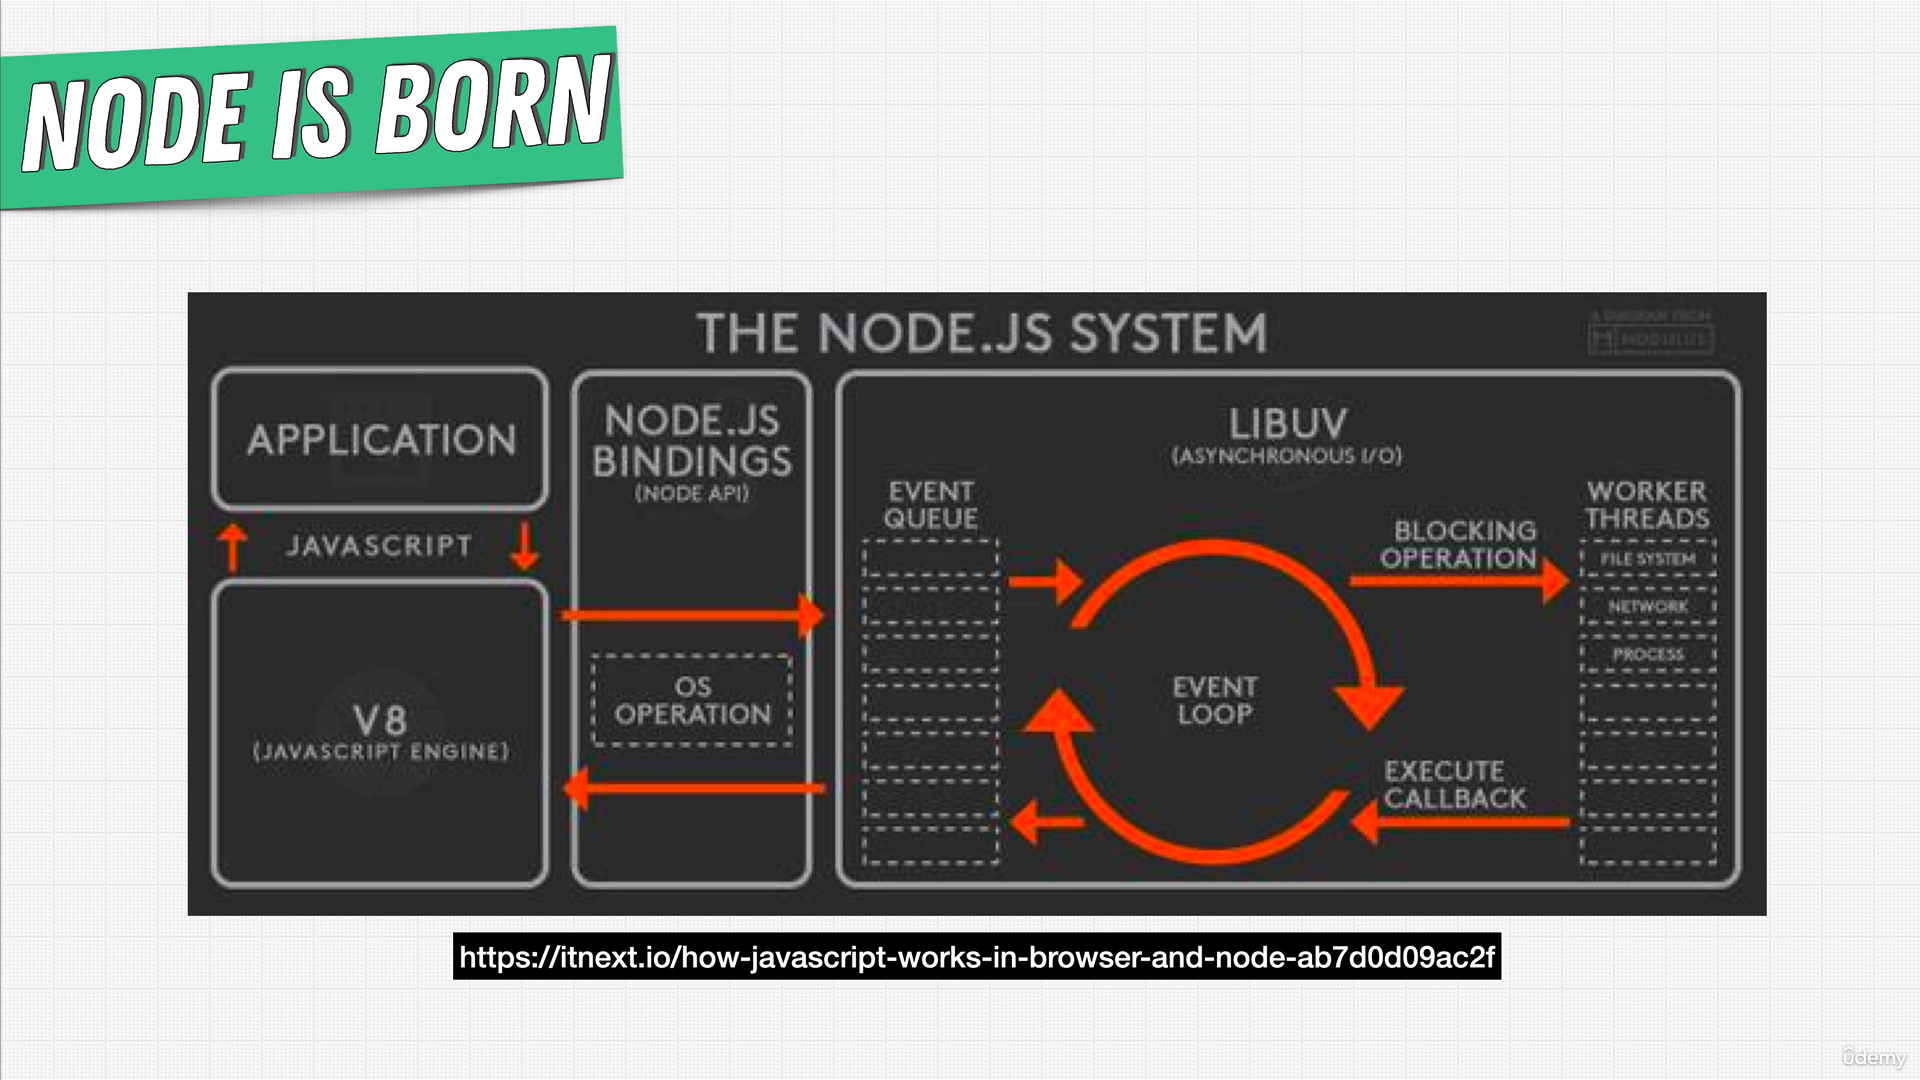 NODE IS BORN
THE NODE.JS SYSTEM
A DIAGRAM FROM
MODULUS
APPLICATION
JAVASCRIPT
V8
(JAVASCRIPT ENGINE)
NODE.JS
BINDINGS
(NODE API)
OS
OPERATION
LIBUV
(ASYNCHRONOUS I/O)
EVENT
QUEUE
EVENT
LOOP
BLOCKING
OPERATION
EXECUTE
CALLBACK
WORKER
THREADS
FILE SYSTEM
NETWORK
PROCESS
https://itnext.io/how-javascript-works-in-browser-and-node-ab7d0d09ac2f
ûdemy